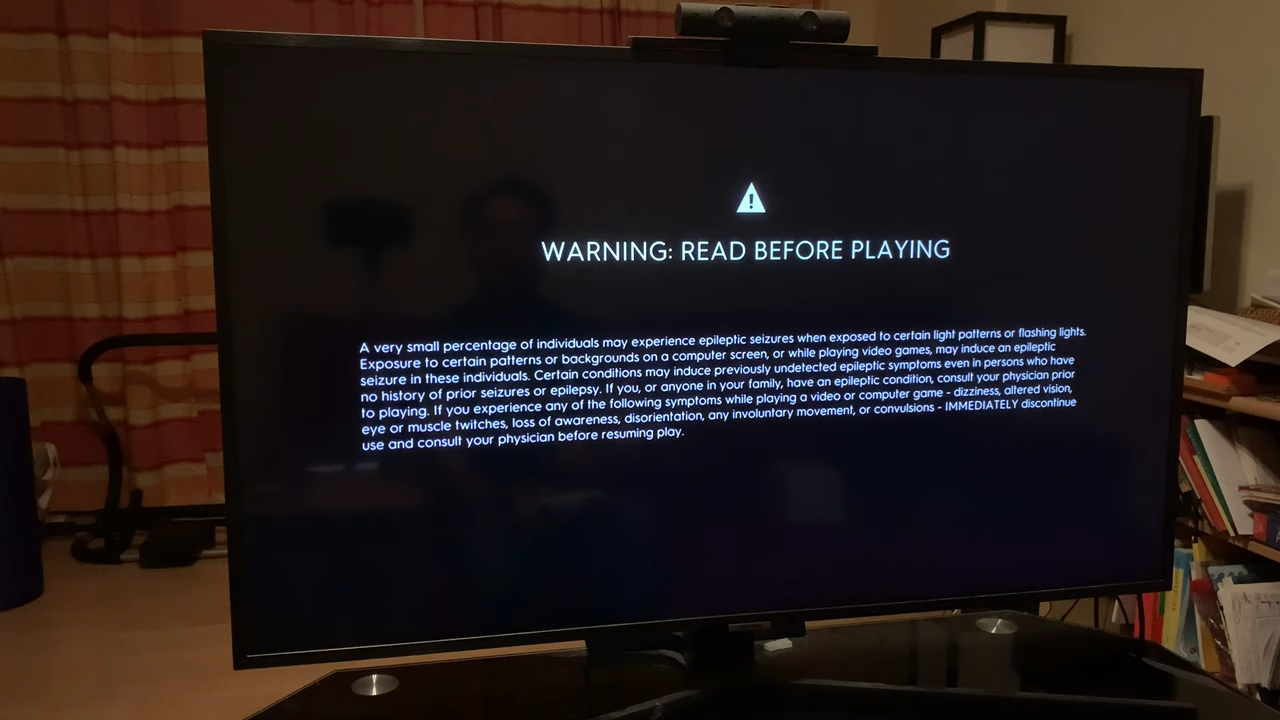 WARNING: READ BEFORE PLAYING
A very small percentage of individuals may experience epileptic seizures when exposed to certain light patterns or flashing lights.
Exposure to certain patterns or backgrounds on a computer screen, or while playing video games, may induce an epileptic
seizure in these individuals. Certain conditions may induce previously undetected epileptic symptoms even in persons who have
no history of prior seizures or epilepsy. If you, or anyone in your family, have an epileptic condition, consult your physician prior
to playing. If you experience any of the following symptoms while playing a video or computer game - dizziness, altered vision,
eye or muscle twitches, loss of awareness, disorientation, any involuntary movement, or convulsions - IMMEDIATELY discontinue
use and consult your physician before resuming play.